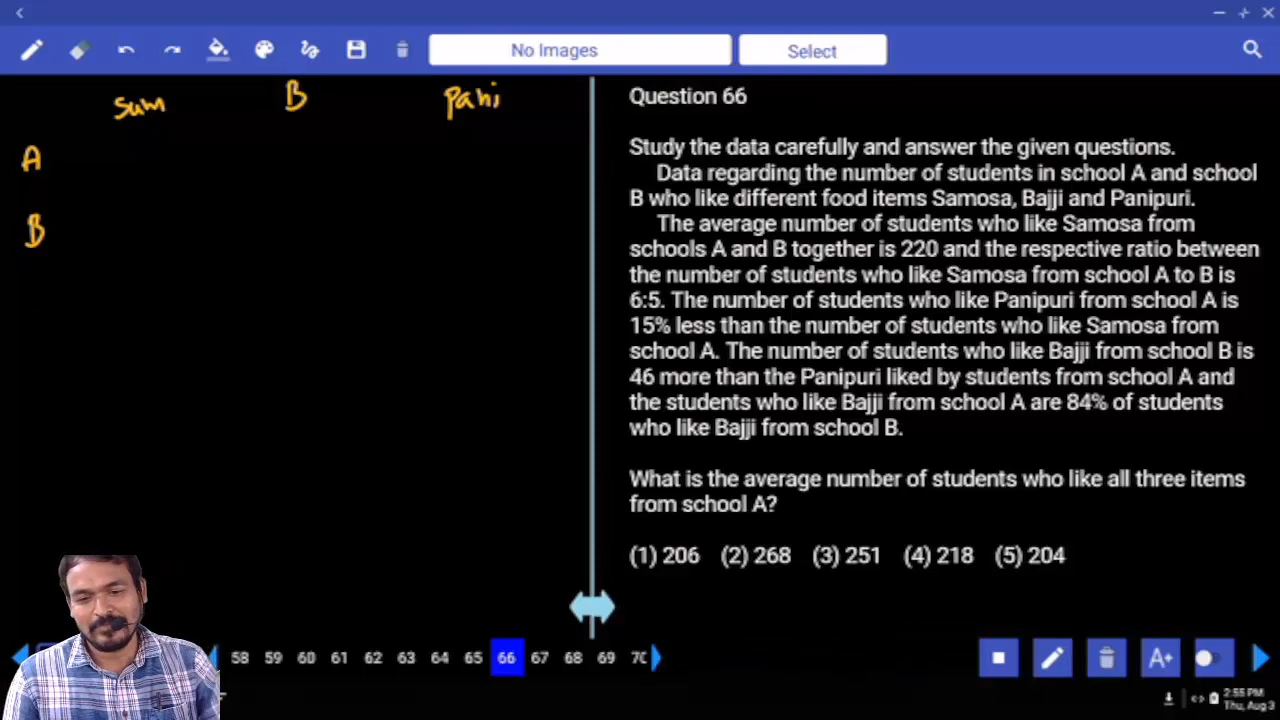 No Images
Select
Sum B Pani
A
B
Question 66
Study the data carefully and answer the given questions.
Data regarding the number of students in school A and school
B who like different food items Samosa, Bajji and Panipuri.
The average number of students who like Samosa from
schools A and B together is 220 and the respective ratio between
the number of students who like Samosa from school A to B is
6:5. The number of students who like Panipuri from school A is
15% less than the number of students who like Samosa from
school A. The number of students who like Bajji from school B is
46 more than the Panipuri liked by students from school A and
the students who like Bajji from school A are 84% of students
who like Bajji from school B.
What is the average number of students who like all three items
from school A?
(1) 206 (2) 268 (3) 251 (4) 218 (5) 204
58 59 60 61 62 63 64 65 66 67 68 69 70
A+
2:55 PM
Thu, Aug 3